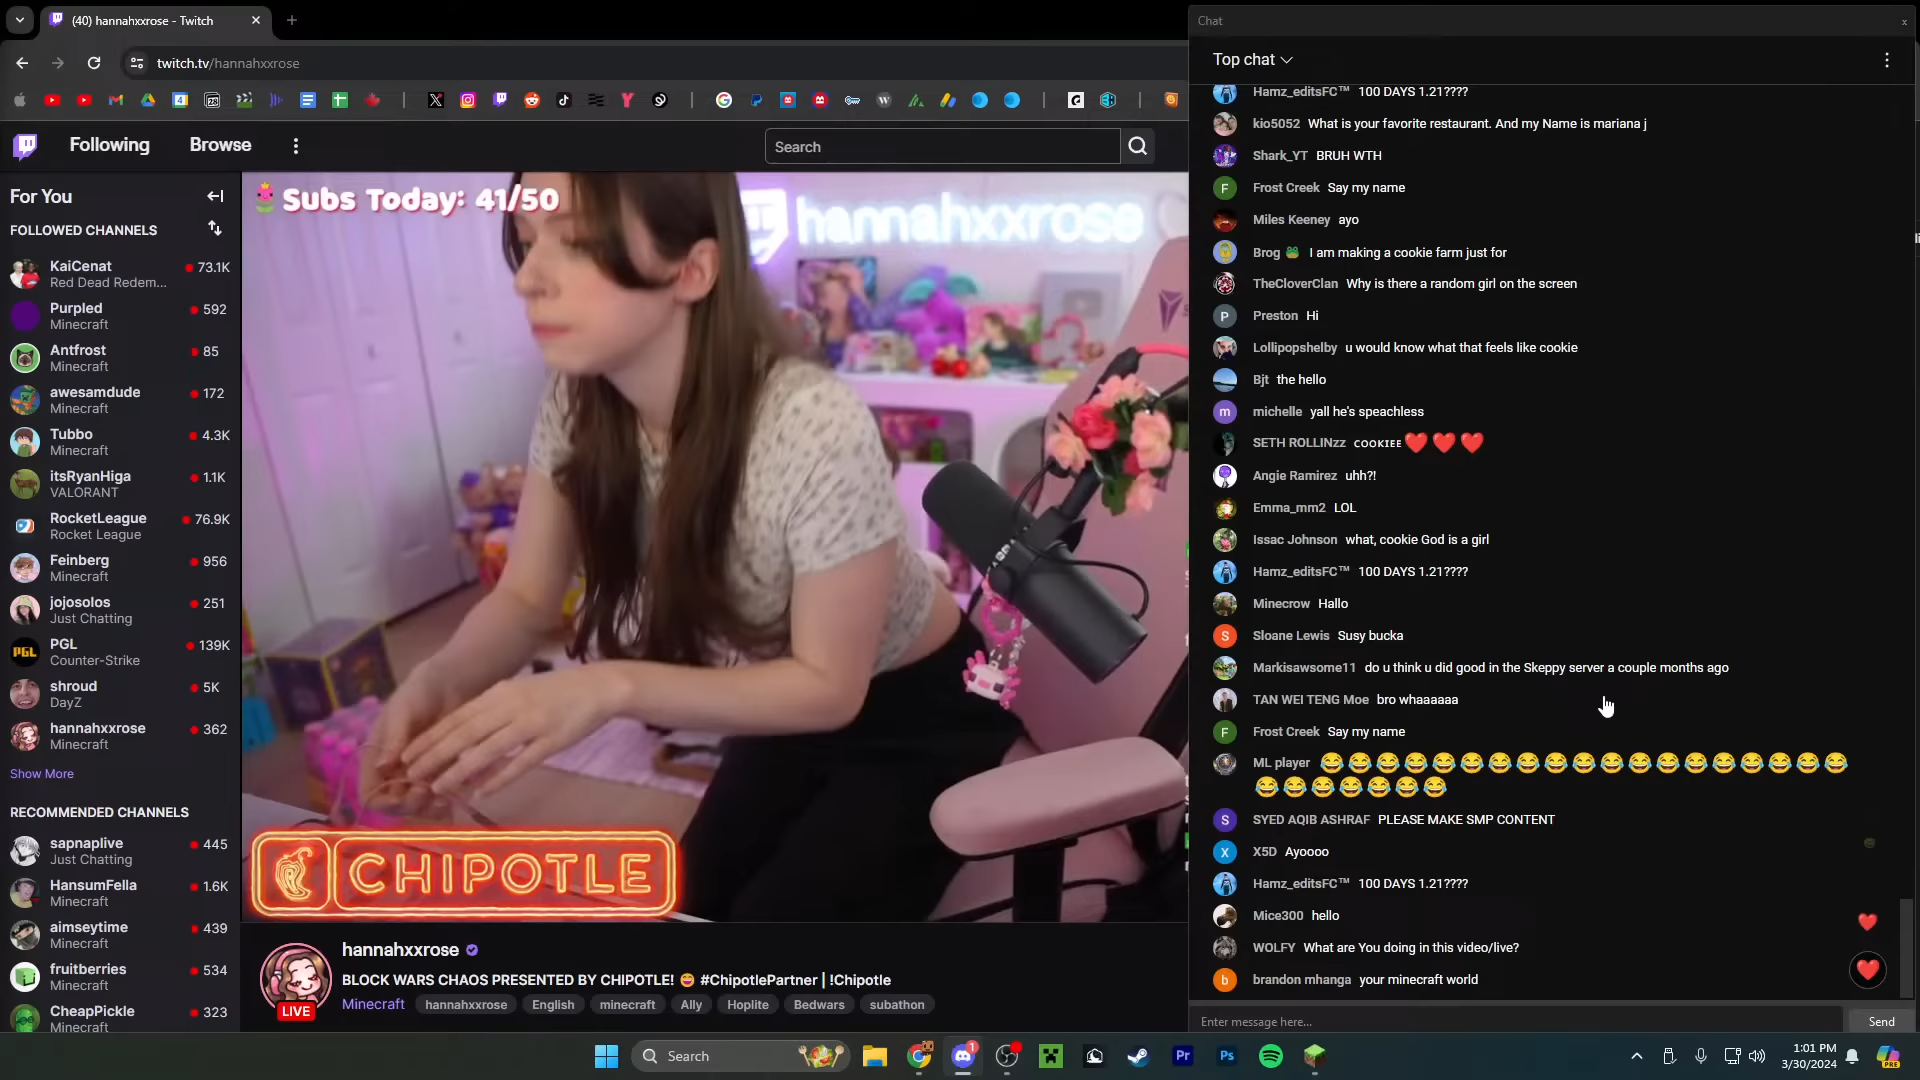 (40) hannahxxrose - Twitch
twitch.tv/hannahxxrose
Following
Browse
Search
For You
FOLLOWED CHANNELS
KaiCenat
73.1K
Red Dead Redem...
Purpled
592
Minecraft
Antfrost
85
Minecraft
awesamdude
172
Minecraft
Tubbo
4.3K
Minecraft
itsRyanHiga
1.1K
VALORANT
RocketLeague
76.9K
Rocket League
Feinberg
956
Minecraft
jojosolos
251
Just Chatting
PGL
139K
Counter-Strike
shroud
5K
DayZ
hannahxxrose
362
Minecraft
Show More
RECOMMENDED CHANNELS
sapnaplive
445
Just Chatting
HansumFella
1.6K
Minecraft
aimseytime
439
Minecraft
fruitberries
534
Minecraft
CheapPickle
323
Minecraft
Subs Today: 41/50
hannahxxrose
CHIPOTLE
LIVE
hannahxxrose
BLOCK WARS CHAOS PRESENTED BY CHIPOTLE! 😄 #ChipotlePartner | !Chipotle
Minecraft hannahxxrose English minecraft Ally Hoplite Bedwars subathon
Chat
Top chat
Hamz_editsFC™ 100 DAYS 1.21????
kio5052 What is your favorite restaurant. And my Name is mariana j
Shark_YT BRUH WTH
Frost Creek Say my name
Miles Keeney ayo
Brog 🐸 I am making a cookie farm just for
TheCloverClan Why is there a random girl on the screen
Preston Hi
Lollipopshelby u would know what that feels like cookie
Bjt the hello
michelle yall he's speachless
SETH ROLLINzz ᴄᴏᴏᴋɪᴇᴇ❤️❤️❤️
Angie Ramirez uhh?!
Emma_mm2 LOL
Issac Johnson what, cookie God is a girl
Hamz_editsFC™ 100 DAYS 1.21????
Minecrow Hallo
Sloane Lewis Susy bucka
Markisawsome11 do u think u did good in the Skeppy server a couple months ago
TAN WEI TENG Moe bro whaaaaaa
Frost Creek Say my name
ML player 😂😂😂😂😂😂😂😂😂😂😂😂😂😂😂😂😂😂😂
😂😂😂😂😂😂😂
SYED AQIB ASHRAF PLEASE MAKE SMP CONTENT
X5D Ayoooo
Hamz_editsFC™ 100 DAYS 1.21????
Mice300 hello
WOLFY What are You doing in this video/live?
brandon mhanga your minecraft world
Enter message here...
Send
Search
1:01 PM
3/30/2024